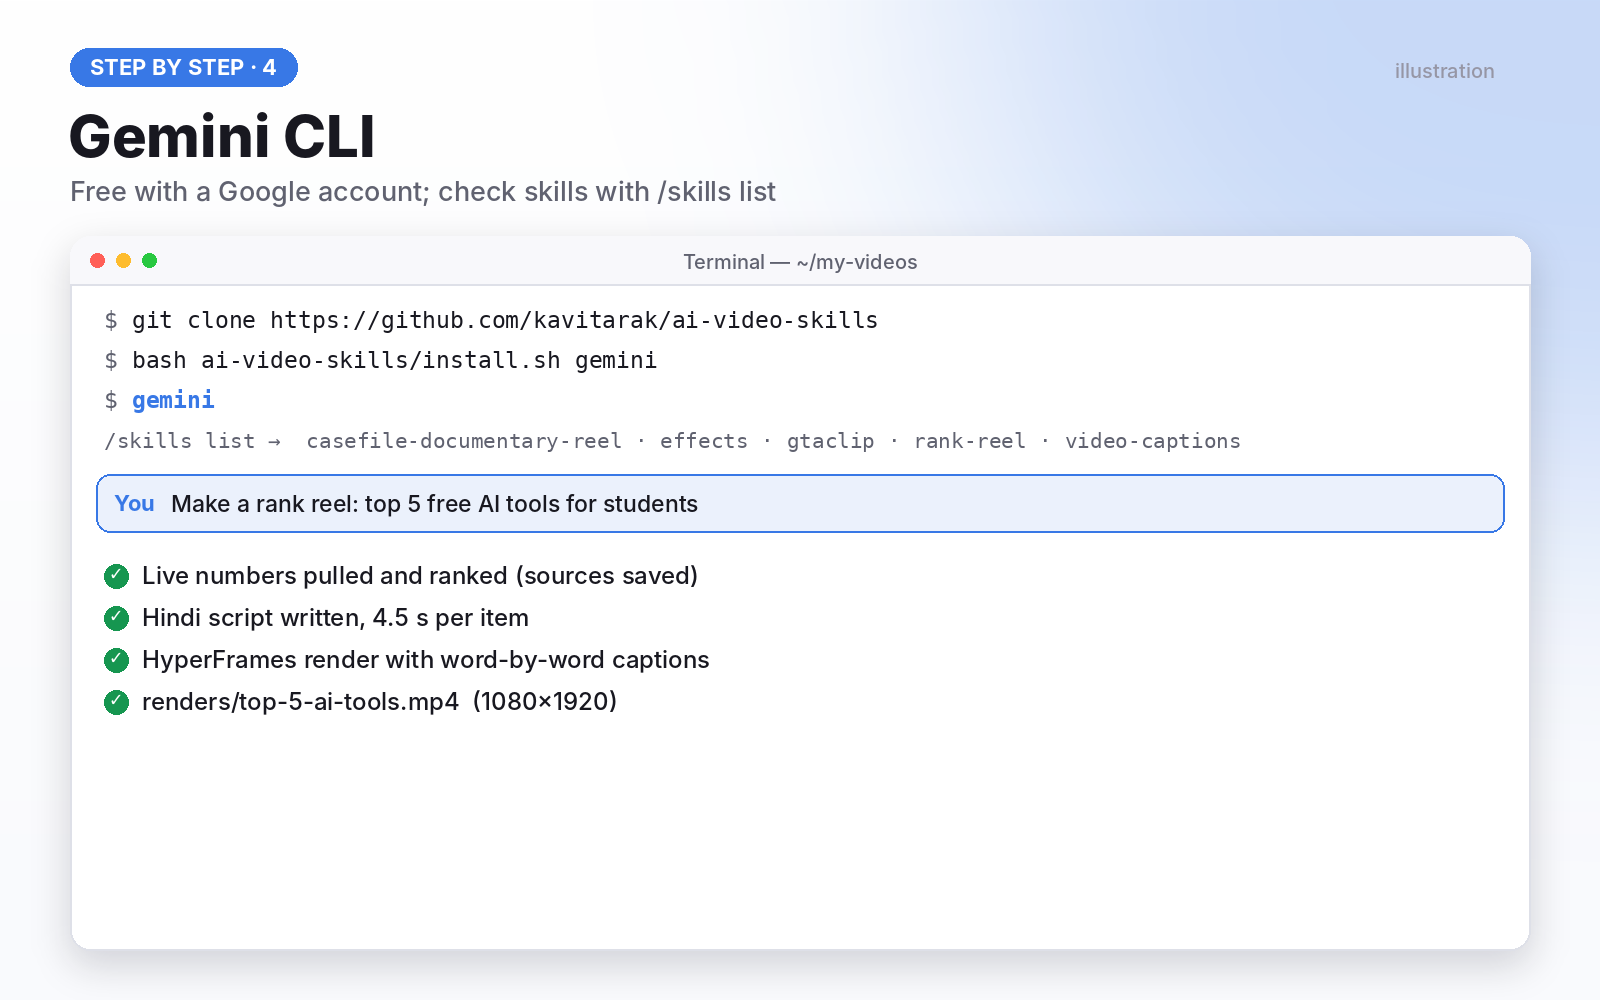 STEP BY STEP · 4
illustration
Gemini CLI
Free with a Google account; check skills with /skills list
Terminal — ~/my-videos
$ git clone https://github.com/kavitarak/ai-video-skills
$ bash ai-video-skills/install.sh gemini
$ gemini
/skills list → casefile-documentary-reel · effects · gtaclip · rank-reel · video-captions
You Make a rank reel: top 5 free AI tools for students
✓ Live numbers pulled and ranked (sources saved)
✓ Hindi script written, 4.5 s per item
✓ HyperFrames render with word-by-word captions
✓ renders/top-5-ai-tools.mp4 (1080×1920)